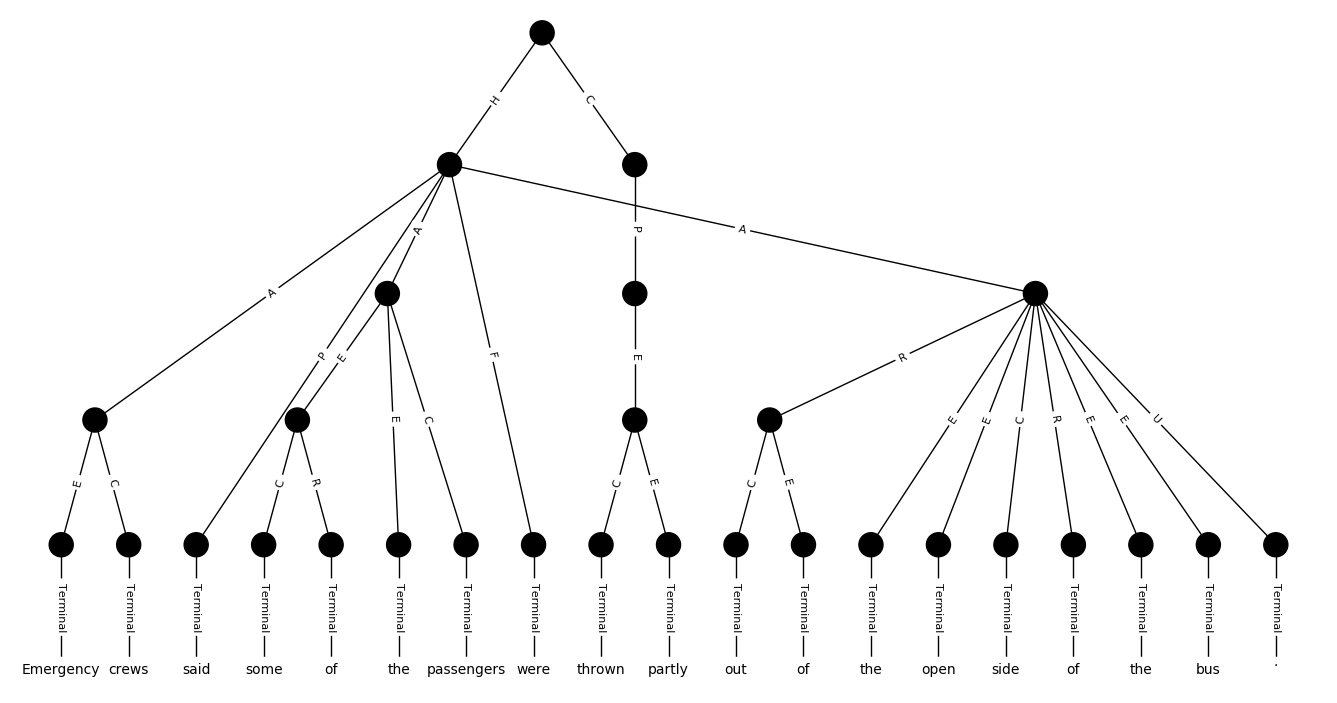 H C
P A
A
A
P E E R
F
E C E E C R E E U
E C C R C E C E
Terminal Terminal Terminal Terminal Terminal Terminal Terminal Terminal Terminal Terminal Terminal Terminal Terminal Terminal Terminal Terminal Terminal Terminal Terminal
Emergency crews said some of the passengers were thrown partly out of the open side of the bus .